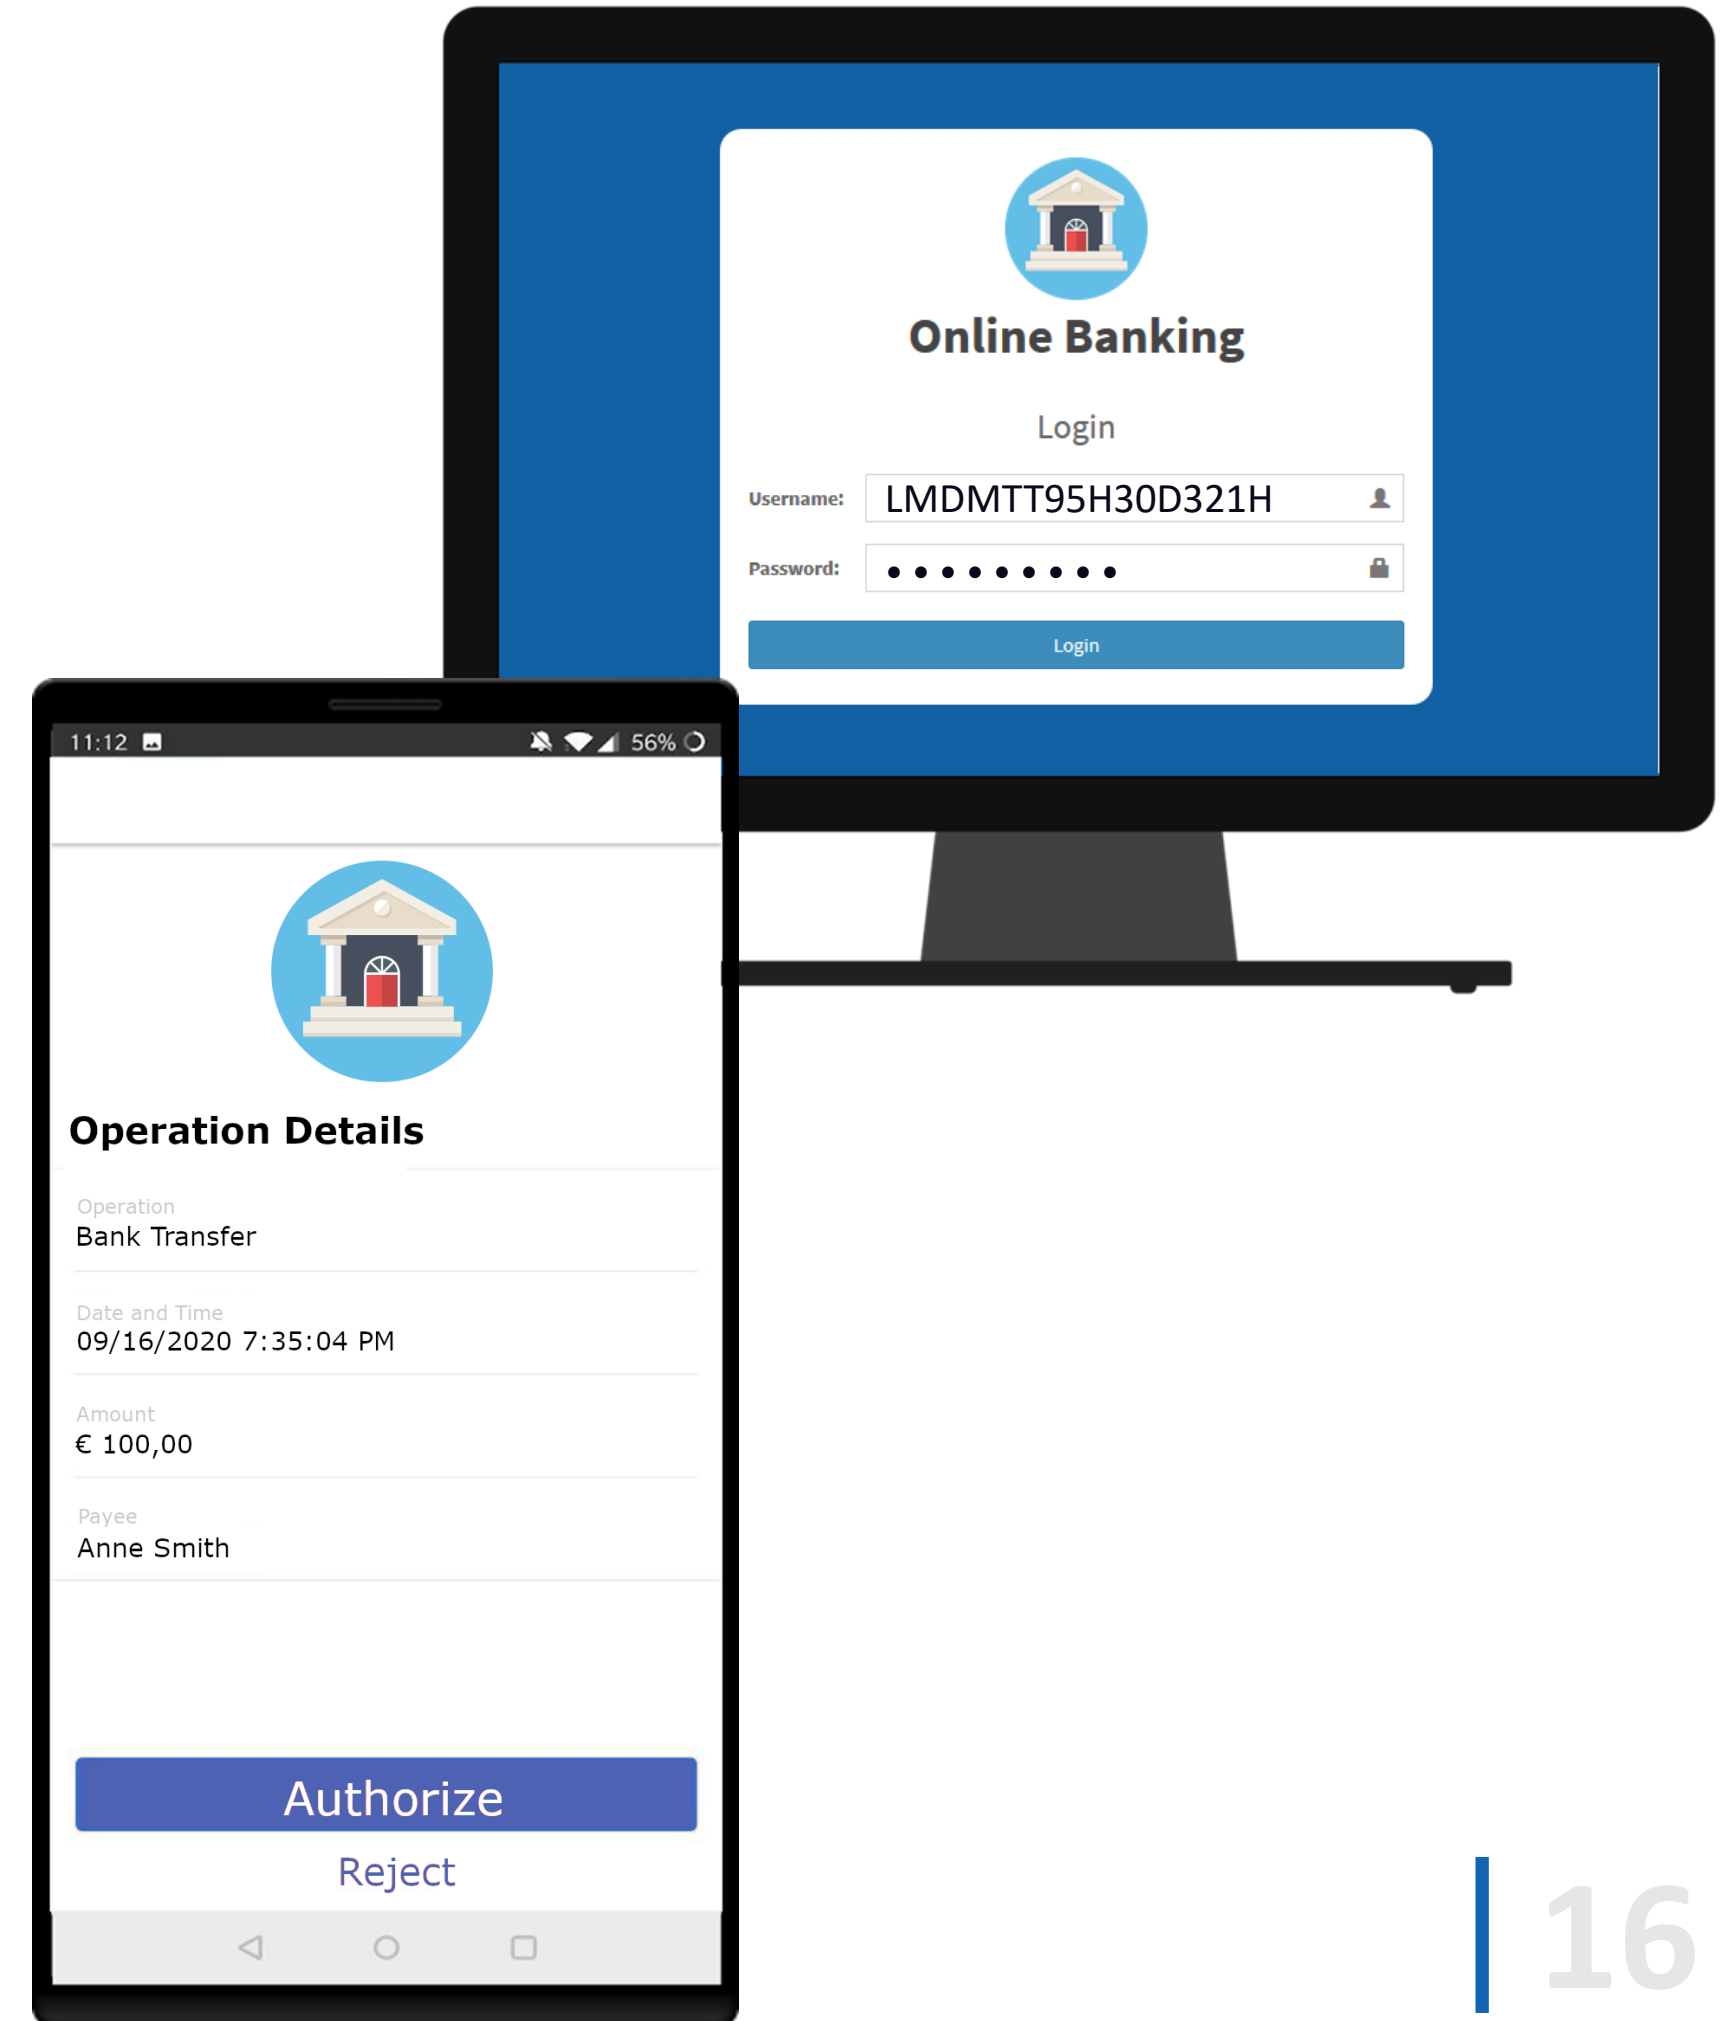 Online Banking
Login
Username: LMDMTT95H30D321H
Password: •••••••••
Login
11:12 56%
Operation Details
Operation
Bank Transfer
Date and Time
09/16/2020 7:35:04 PM
Amount
€ 100,00
Payee
Anne Smith
Authorize
Reject
16